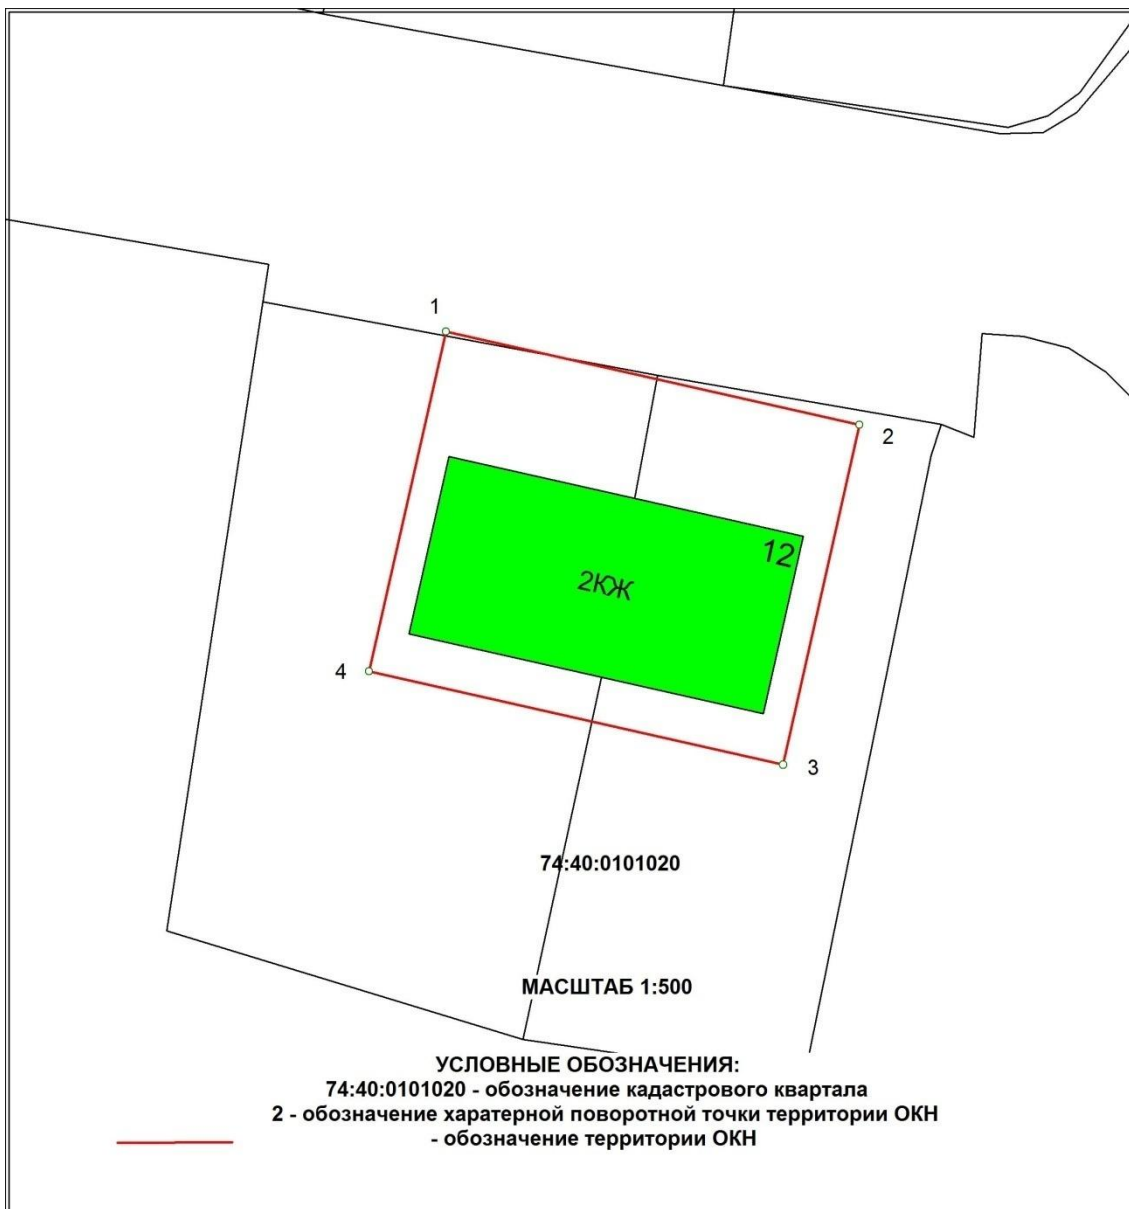 1
2
12
2КЖ
4
3
74:40:0101020
МАСШТАБ 1:500
УСЛОВНЫЕ ОБОЗНАЧЕНИЯ:
74:40:0101020 - обозначение кадастрового квартала
2 - обозначение харатерной поворотной точки территории ОКН
- обозначение территории ОКН